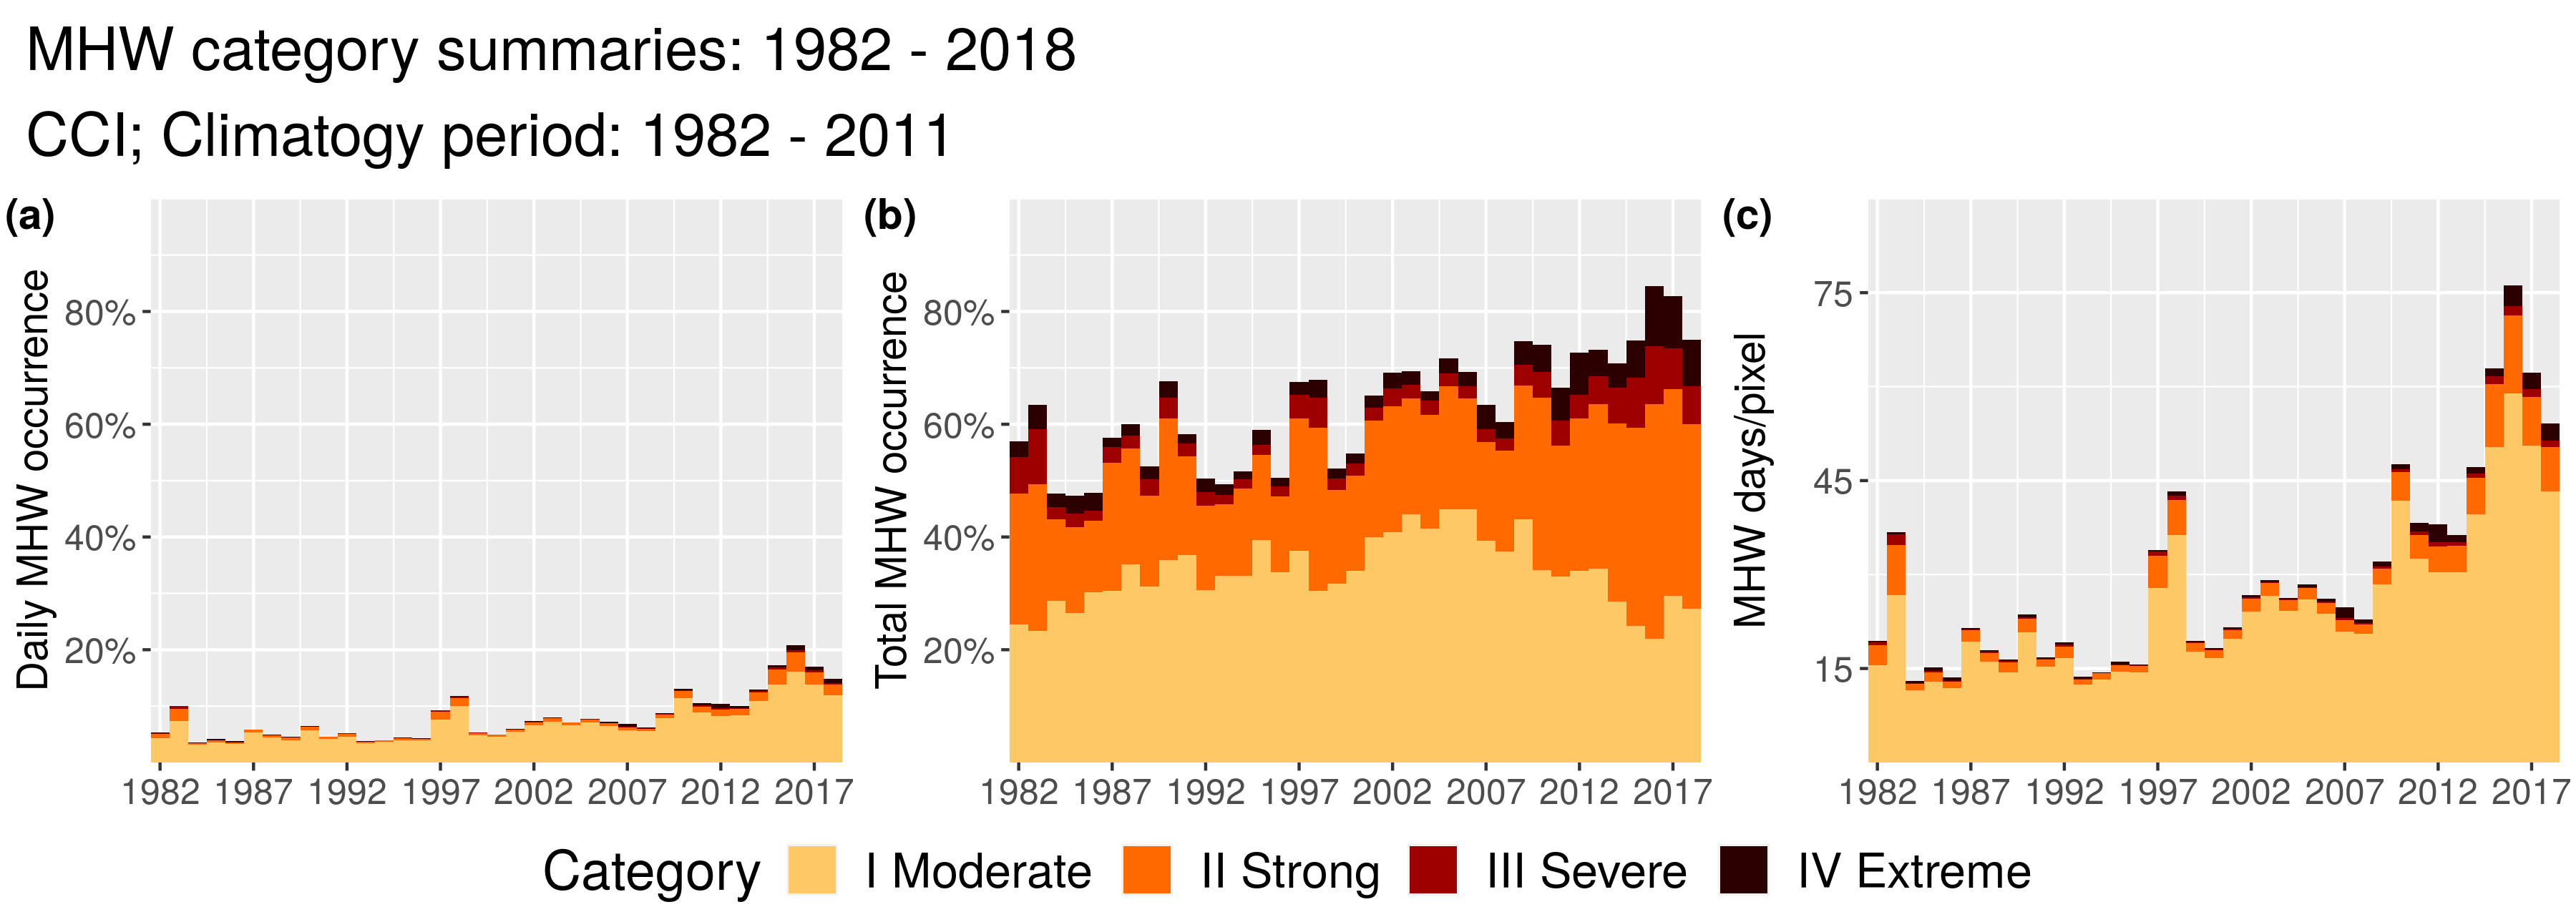 MHW category summaries: 1982 - 2018
CCI; Climatogy period: 1982 - 2011
(a)
Daily MHW occurrence
80%
60%
40%
20%
1982 1987 1992 1997 2002 2007 2012 2017
(b)
Total MHW occurrence
80%
60%
40%
20%
1982 1987 1992 1997 2002 2007 2012 2017
(c)
MHW days/pixel
75
45
15
1982 1987 1992 1997 2002 2007 2012 2017
Category I Moderate II Strong III Severe IV Extreme